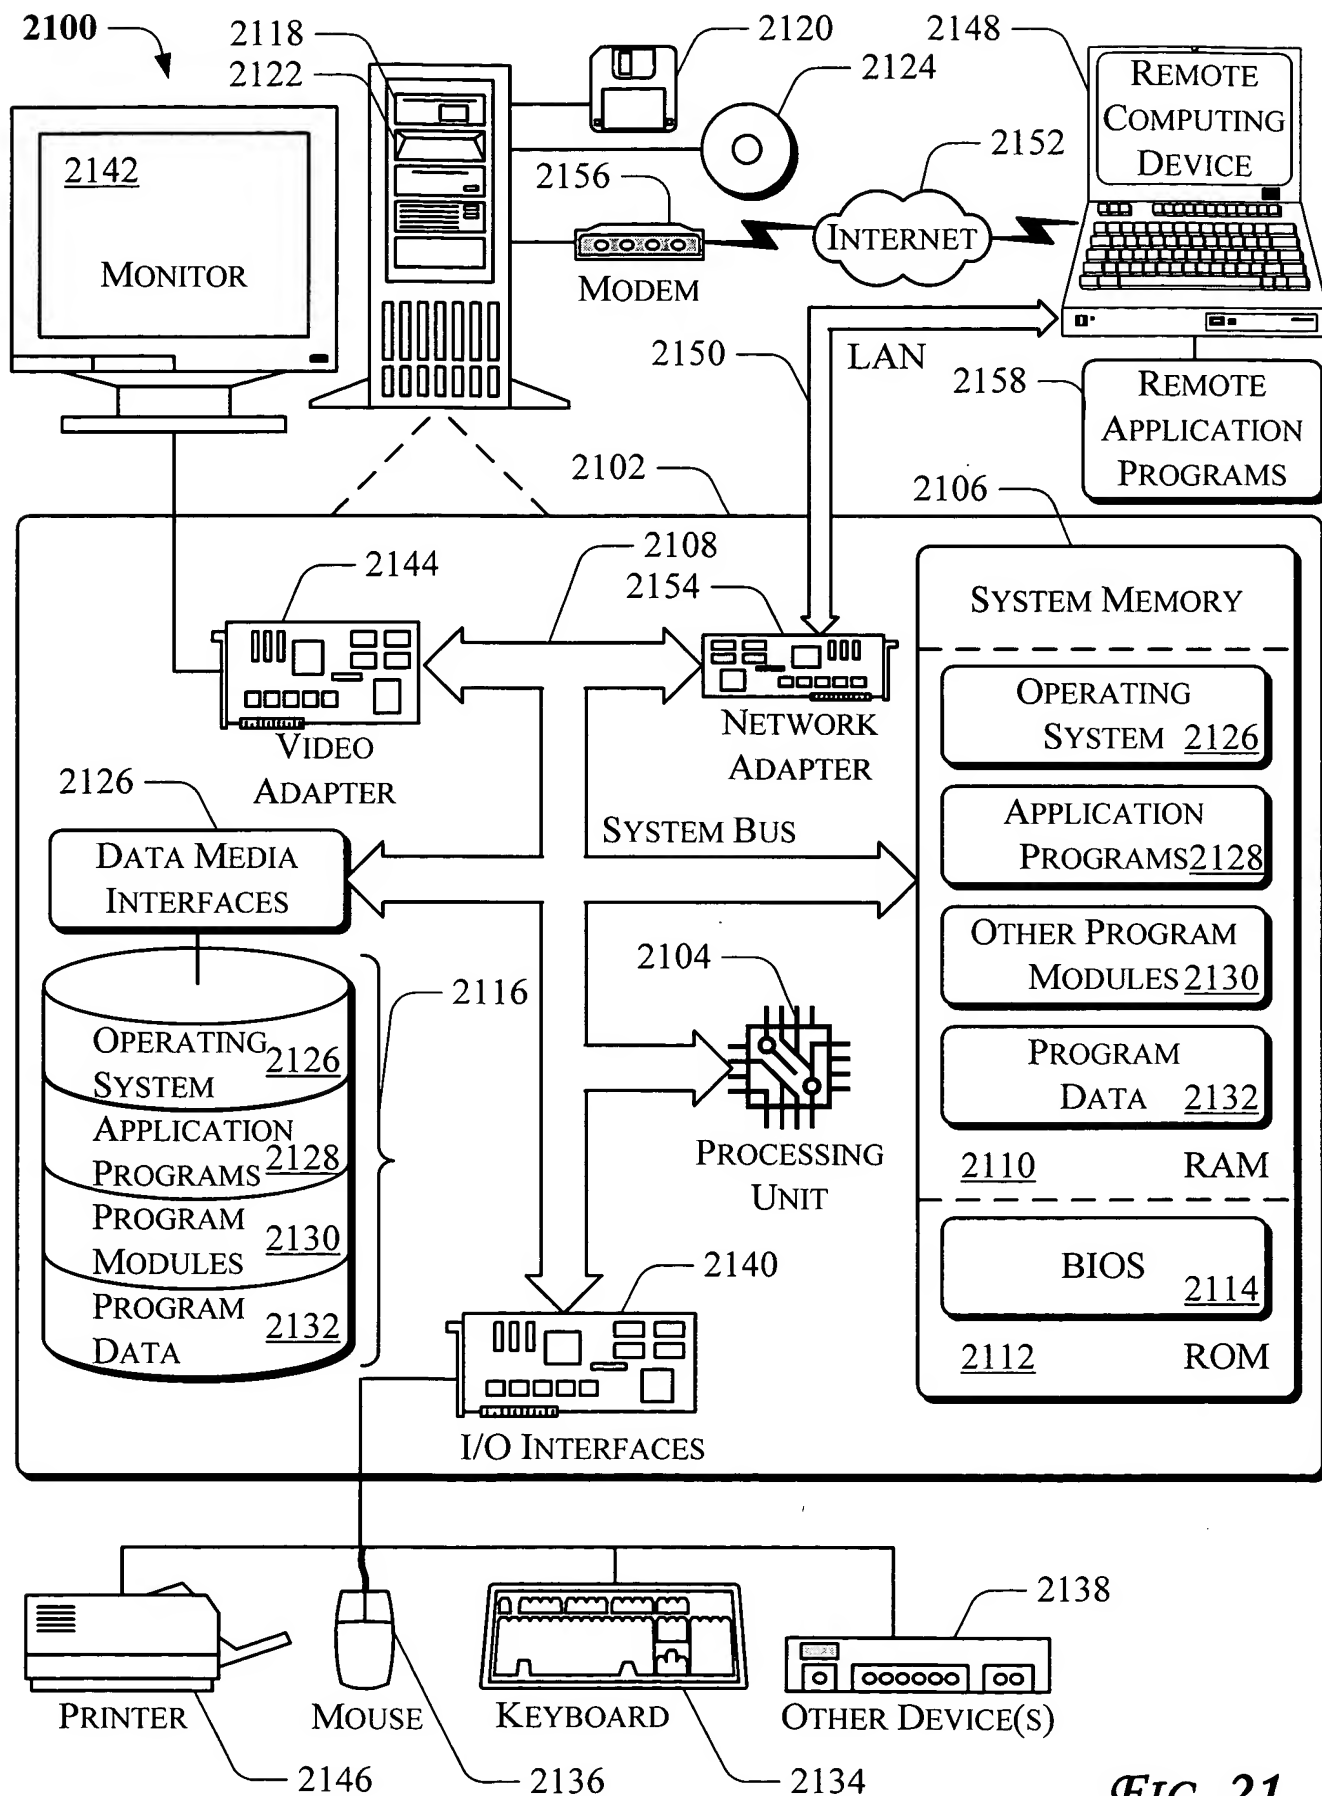 2100
2118
2122
2120
2124
2148
REMOTE
COMPUTING
DEVICE
2142
MONITOR
2156
MODEM
2152
INTERNET
2150
LAN
2158
REMOTE
APPLICATION
PROGRAMS
2102
2106
2144
2108
2154
SYSTEM MEMORY
VIDEO
ADAPTER
NETWORK
ADAPTER
OPERATING
SYSTEM 2126
2126
DATA MEDIA
INTERFACES
SYSTEM BUS
APPLICATION
PROGRAMS 2128
OTHER PROGRAM
MODULES 2130
2116
2104
PROGRAM
DATA 2132
OPERATING
SYSTEM 2126
APPLICATION
PROGRAMS 2128
PROGRAM
MODULES 2130
PROGRAM
DATA 2132
PROCESSING
UNIT
2110 RAM
BIOS
2114
2112 ROM
2140
I/O INTERFACES
2138
PRINTER
MOUSE
KEYBOARD
OTHER DEVICE(S)
2146
2136
2134
FIG. 21